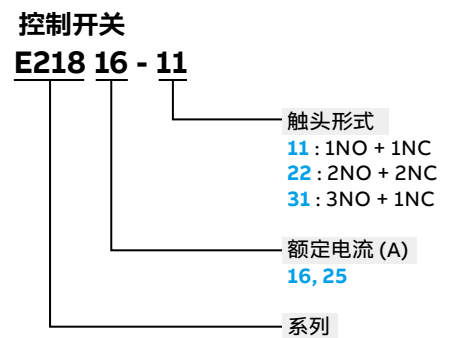 控制开关
E218 16 - 11
触头形式
11 : 1NO + 1NC
22 : 2NO + 2NC
31 : 3NO + 1NC
额定电流 (A)
16, 25
系列